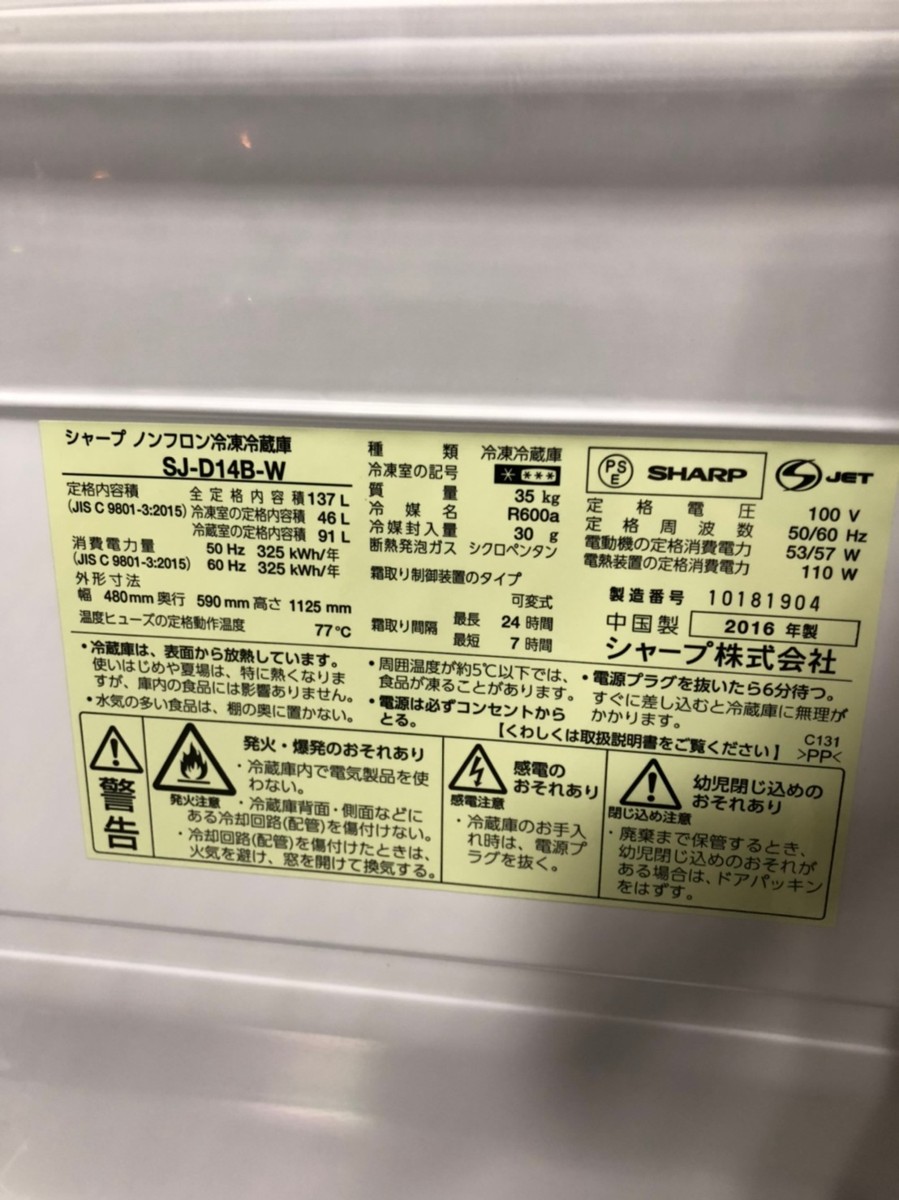 シャープ ノンフロン冷凍冷蔵庫
SJ-D14B-W
定格内容積
(JIS C 9801-3:2015)
全定格内容積 137 L
冷凍室の定格内容積 46 L
冷蔵室の定格内容積 91 L
消費電力量
(JIS C 9801-3:2015)
50 Hz 325 kWh/年
60 Hz 325 kWh/年
外形寸法
幅 480mm 奥行 590mm 高さ 1125mm
温度ヒューズの定格動作温度 77℃
種類 冷凍冷蔵庫
冷凍室の記号 * ***
質量 35 kg
冷媒名 R600a
冷媒封入量 30 g
断熱発泡ガス シクロペンタン
霜取り制御装置のタイプ
可変式
霜取り間隔 最長 24 時間
最短 7 時間
PSE SHARP
S JET
定格電圧 100 V
定格周波数 50/60 Hz
電動機の定格消費電力 53/57 W
電熱装置の定格消費電力 110 W
製造番号 10181904
中国製 2016 年製
シャープ株式会社
・冷蔵庫は、表面から放熱しています。
使いはじめや夏場は、特に熱くなりま
すが、庫内の食品には影響ありません。
・水気の多い食品は、棚の奥に置かない。
・周囲温度が約5℃以下では、
食品が凍ることがあります。
・電源は必ずコンセントから
とる。
・電源プラグを抜いたら6分待つ。
すぐに差し込むと冷蔵庫に無理が
かかります。
【くわしくは取扱説明書をご覧ください】
C131
>PP<
警告
発火注意
発火・爆発のおそれあり
・冷蔵庫内で電気製品を使
わない。
・冷蔵庫背面・側面などに
ある冷却回路(配管)を傷付けない。
・冷却回路(配管)を傷付けたときは、
火気を避け、窓を開けて換気する。
感電注意
感電の
おそれあり
・冷蔵庫のお手入
れ時は、電源プ
ラグを抜く。
閉じ込め注意
幼児閉じ込めの
おそれあり
・廃棄まで保管するとき、
幼児閉じ込めのおそれが
ある場合は、ドアパッキン
をはずす。